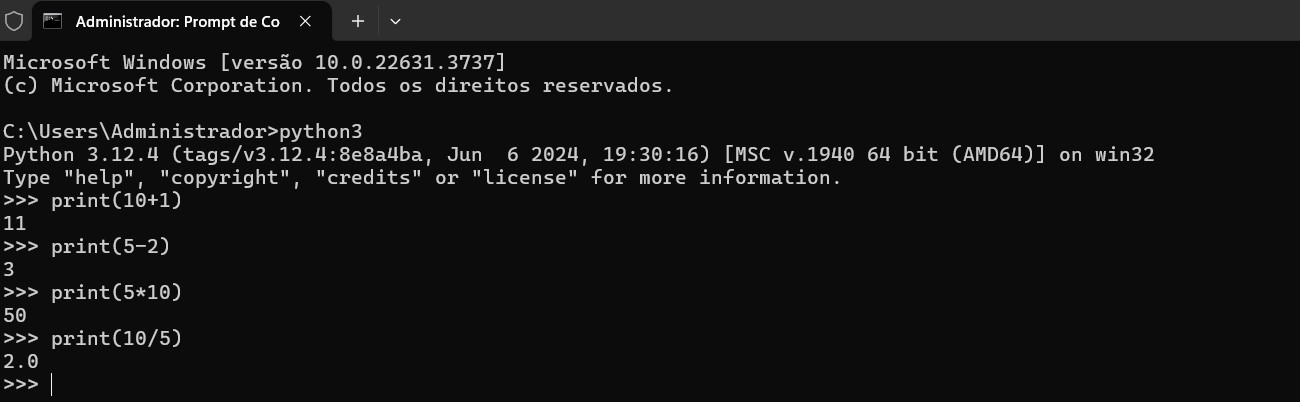 Administrador: Prompt de Co
Microsoft Windows [versão 10.0.22631.3737]
(c) Microsoft Corporation. Todos os direitos reservados.
C:\Users\Administrador>python3
Python 3.12.4 (tags/v3.12.4:8e8a4ba, Jun  6 2024, 19:30:16) [MSC v.1940 64 bit (AMD64)] on win32
Type "help", "copyright", "credits" or "license" for more information.
>>> print(10+1)
11
>>> print(5-2)
3
>>> print(5*10)
50
>>> print(10/5)
2.0
>>>